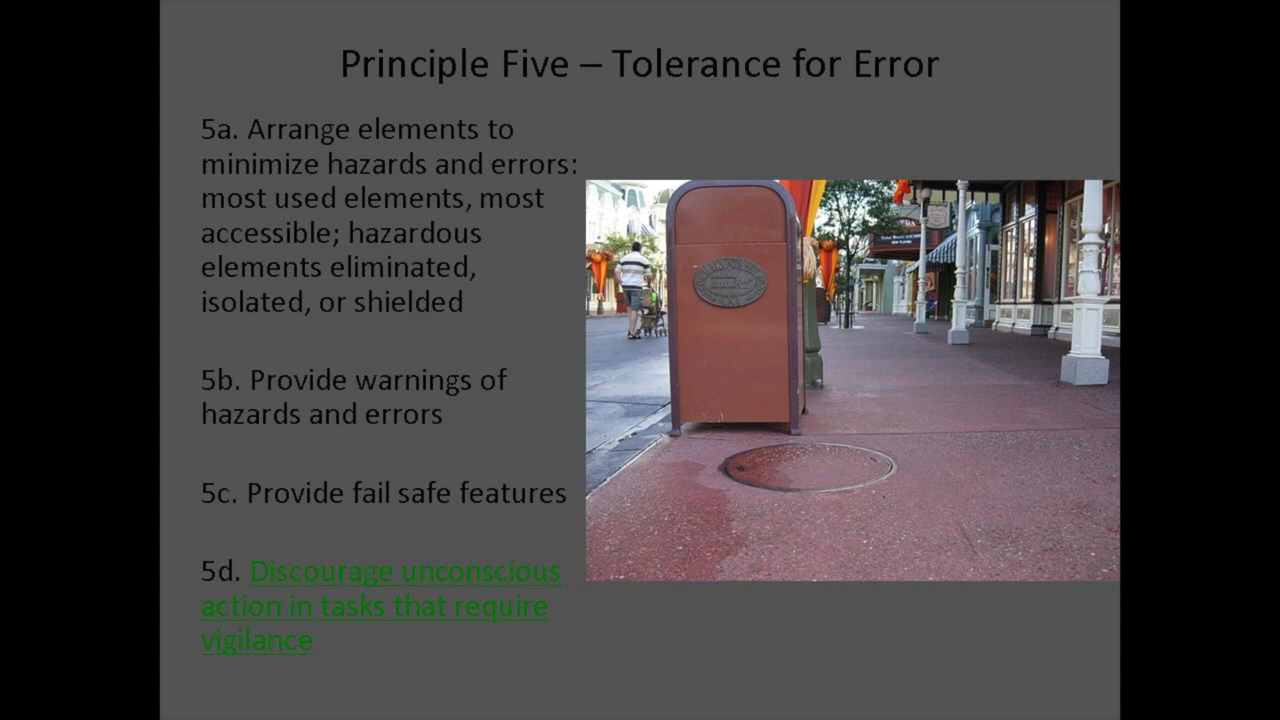 Principle Five – Tolerance for Error
5a. Arrange elements to
minimize hazards and errors:
most used elements, most
accessible; hazardous
elements eliminated,
isolated, or shielded
5b. Provide warnings of
hazards and errors
5c. Provide fail safe features
5d. Discourage unconscious
action in tasks that require
vigilance